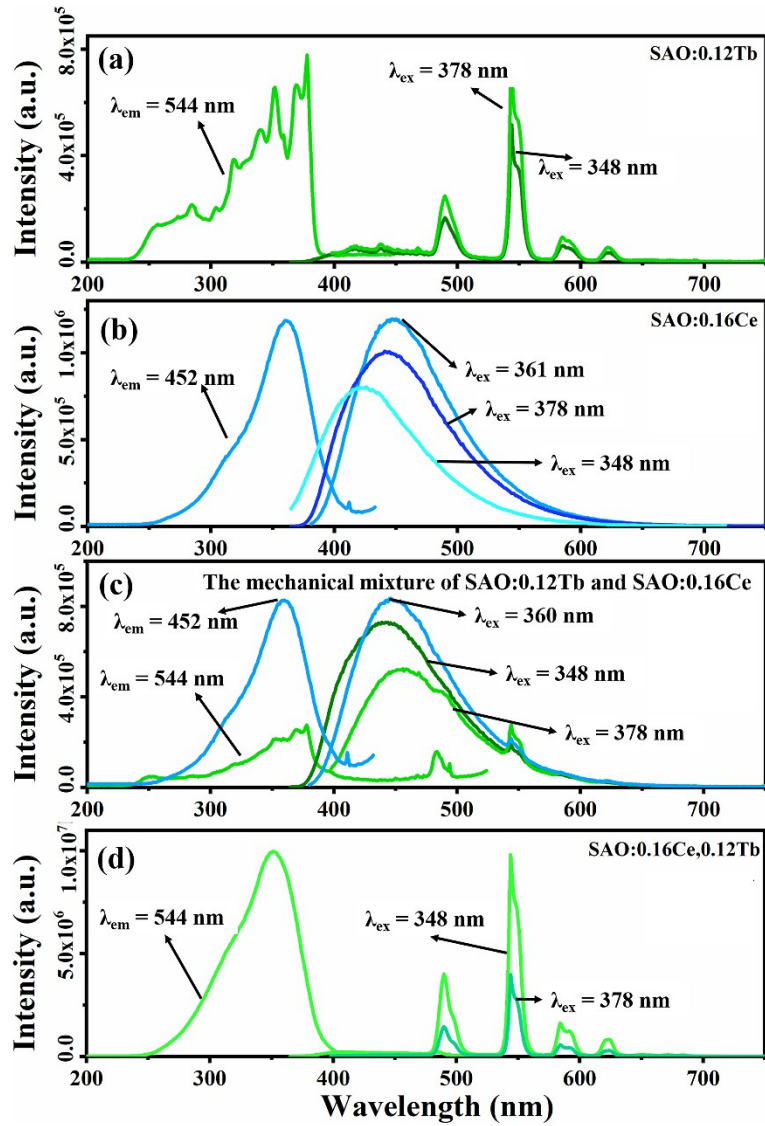 (a)
SAO:0.12Tb
Intensity (a.u.)
8.0x10⁵
4.0x10⁵
0.0
λem = 544 nm
λex = 378 nm
λex = 348 nm
200 300 400 500 600 700
(b)
SAO:0.16Ce
Intensity (a.u.)
1.0x10⁶
5.0x10⁵
0.0
λem = 452 nm
λex = 361 nm
λex = 378 nm
λex = 348 nm
200 300 400 500 600 700
(c)
The mechanical mixture of SAO:0.12Tb and SAO:0.16Ce
Intensity (a.u.)
8.0x10⁵
4.0x10⁵
0.0
λem = 452 nm
λem = 544 nm
λex = 360 nm
λex = 348 nm
λex = 378 nm
200 300 400 500 600 700
(d)
SAO:0.16Ce,0.12Tb
Intensity (a.u.)
1.0x10⁷
5.0x10⁶
0.0
λem = 544 nm
λex = 348 nm
λex = 378 nm
200 300 400 500 600 700
Wavelength (nm)